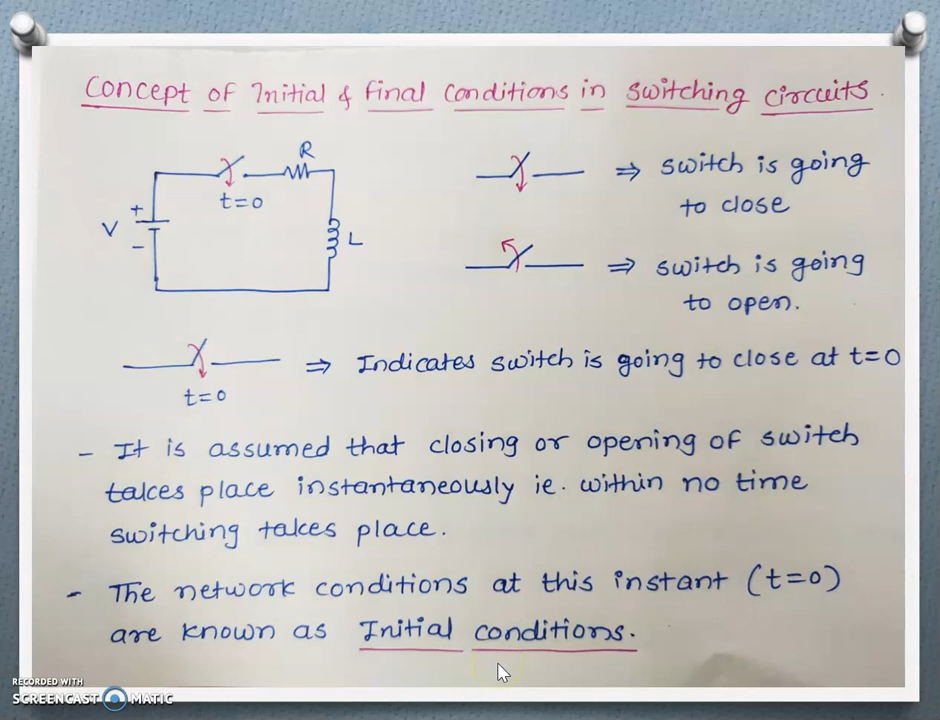 Concept of Initial & Final Conditions in Switching Circuits.
R
t=0
+
V
-
L
⇒ switch is going
to close
⇒ switch is going
to open.
⇒ Indicates switch is going to close at t=0
t=0
- It is assumed that closing or opening of switch
takes place instantaneously ie. within no time
switching takes place.
- The network conditions at this instant (t=0)
are known as Initial conditions.
RECORDED WITH
SCREENCAST MATIC